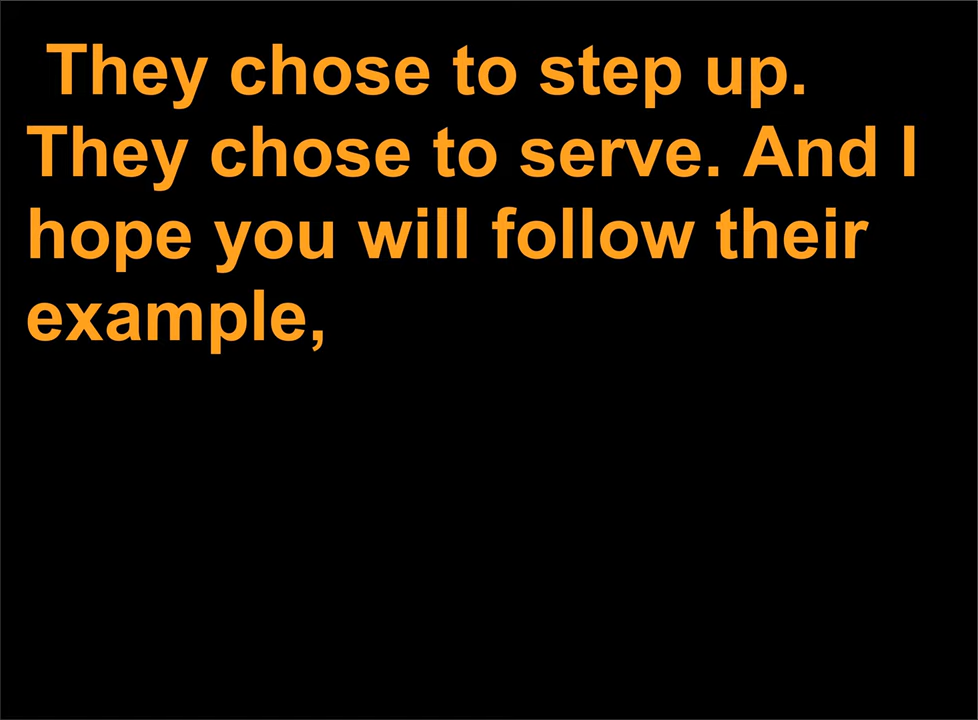 They chose to step up.
They chose to serve. And I
hope you will follow their
example,